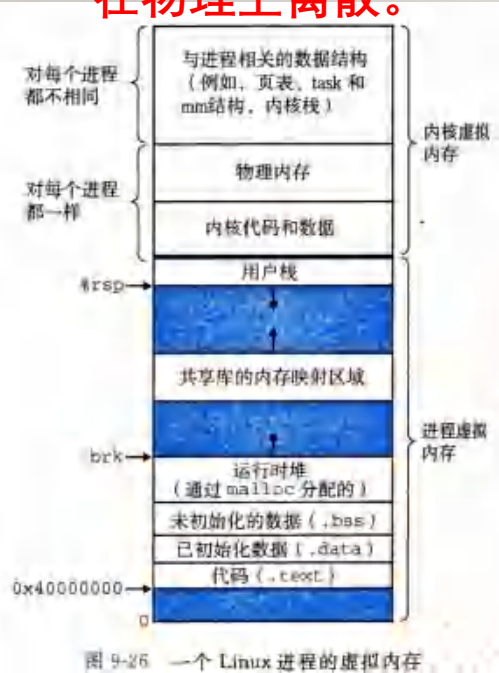 在物理上离散。
对每个进程
都不相同
与进程相关的数据结构
(例如、页表、task 和
mm结构,内核栈)
内核虚拟
内存
对每个进程
都一样
物理内存
内核代码和数据
用户栈
%rsp
共享库的内存映射区域
进程虚拟
内存
brk
运行时堆
(通过 malloc 分配的)
未初始化的数据(.bss)
已初始化数据(.data)
代码(.text)
0x40000000
0
图 9-26 一个 Linux 进程的虚拟内存